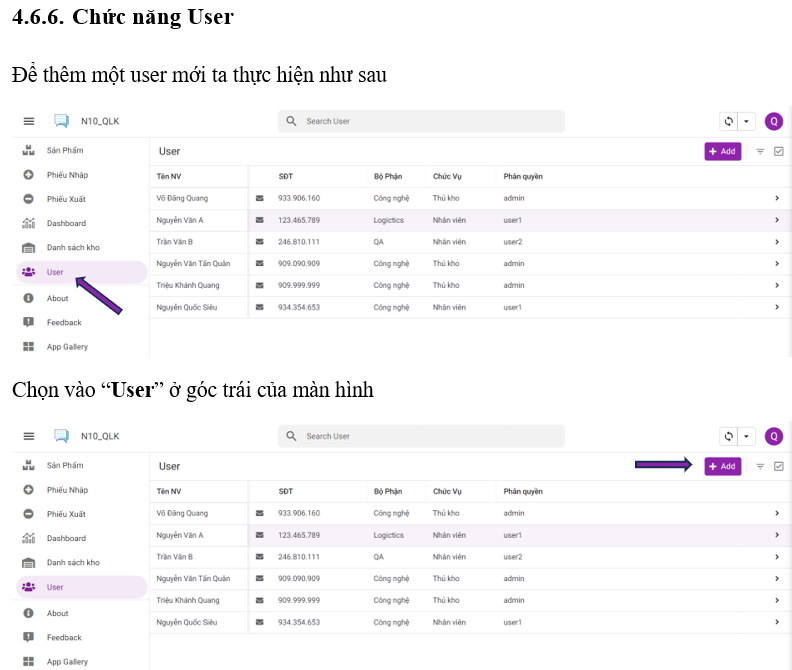 4.6.6. Chức năng User
Để thêm một user mới ta thực hiện như sau
N10_QLK
Search User
Q
Sản Phẩm
Phiếu Nhập
Phiếu Xuất
Dashboard
Danh sách kho
User
About
Feedback
App Gallery
User
Add
Tên NV SĐT Bộ Phận Chức Vụ Phân quyền
Võ Đăng Quang 933.906.160 Công nghệ Thủ kho admin
Nguyễn Văn A 123.465.789 Logictics Nhân viên user1
Trần Văn B 246.810.111 QA Nhân viên user2
Nguyễn Văn Tấn Quân 909.090.909 Công nghệ Thủ kho admin
Triệu Khánh Quang 909.999.999 Công nghệ Thủ kho admin
Nguyễn Quốc Siêu 934.354.653 Công nghệ Nhân viên user1
Chọn vào “User” ở góc trái của màn hình
N10_QLK
Search User
Q
Sản Phẩm
Phiếu Nhập
Phiếu Xuất
Dashboard
Danh sách kho
User
About
Feedback
App Gallery
User
Add
Tên NV SĐT Bộ Phận Chức Vụ Phân quyền
Võ Đăng Quang 933.906.160 Công nghệ Thủ kho admin
Nguyễn Văn A 123.465.789 Logictics Nhân viên user1
Trần Văn B 246.810.111 QA Nhân viên user2
Nguyễn Văn Tấn Quân 909.090.909 Công nghệ Thủ kho admin
Triệu Khánh Quang 909.999.999 Công nghệ Thủ kho admin
Nguyễn Quốc Siêu 934.354.653 Công nghệ Nhân viên user1